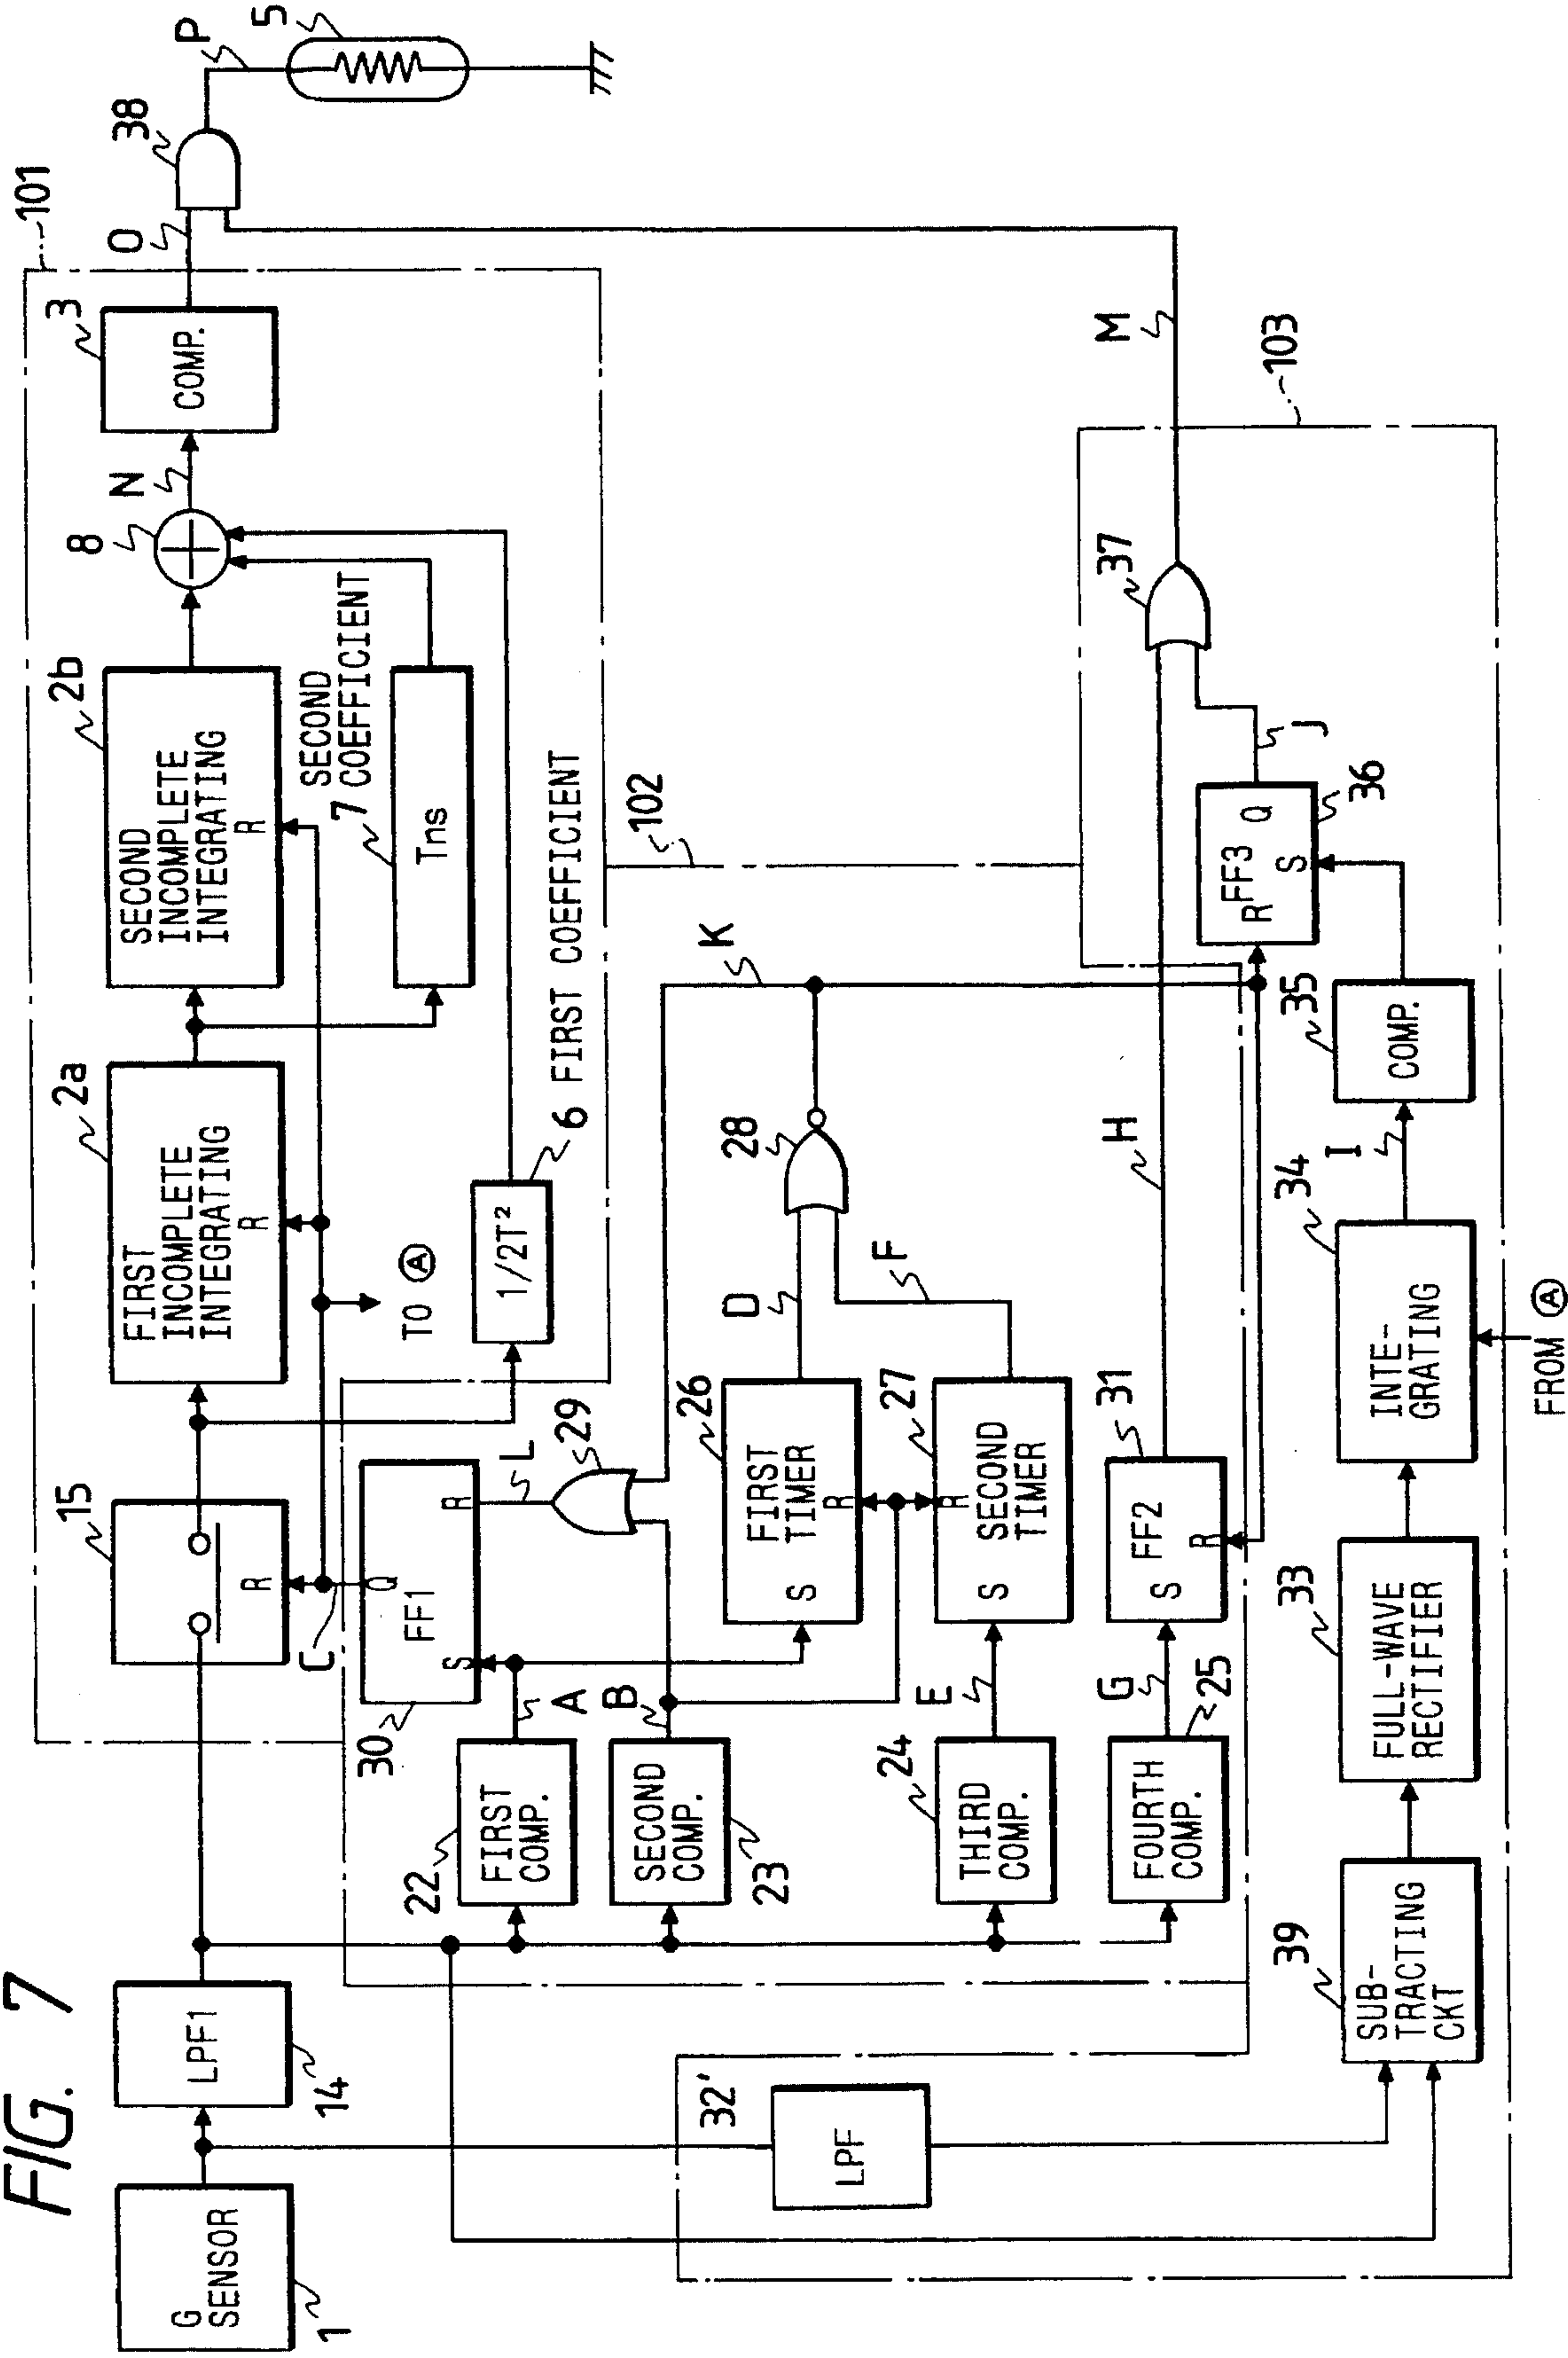 FIG. 7
G
SENSOR
1
LPF1
14
15
R
C
FIRST
INCOMPLETE
INTEGRATING
R
2a
TO Ⓐ
SECOND
INCOMPLETE
INTEGRATING
R
2b
SECOND
COEFFICIENT
7
Tns
1/2T²
6 FIRST COEFFICIENT
8
N
COMP.
3
101
O
38
P
5
30
FF1
S
Q
R
L
29
22
FIRST
COMP.
A
SECOND
COMP.
23
B
24
THIRD
COMP.
E
FOURTH
COMP.
25
G
26
FIRST
TIMER
S
R
27
R
SECOND
TIMER
S
31
FF2
S
R
D
F
28
K
H
102
32'
LPF
39
SUB-
TRACTING
CKT
33
FULL-WAVE
RECTIFIER
34
INTE-
GRATING
FROM Ⓐ
I
35
COMP.
FF3
R
S
Q
36
J
37
M
103